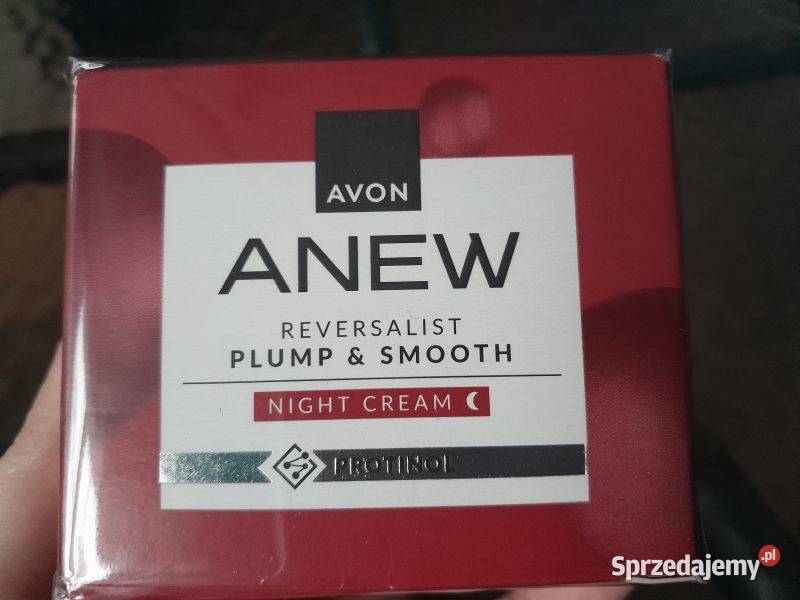 AVON
ANEW
REVERSALIST
PLUMP & SMOOTH
NIGHT CREAM
PROTINOL
Sprzedajemy.pl